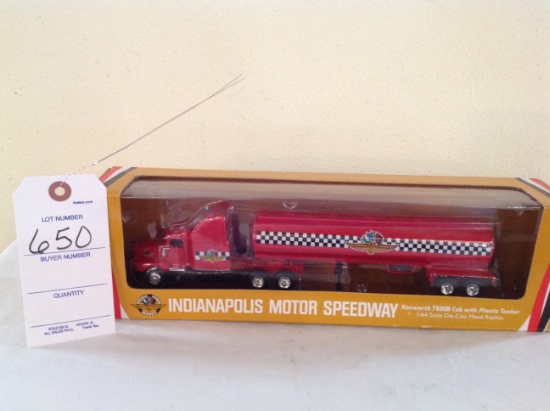 LOT NUMBER
650
BUYER NUMBER
QUANTITY
INDIANAPOLIS MOTOR SPEEDWAY
Kenworth T600B Cab with Plastic Tanker
1:64 Scale Die-Cast Metal Replica